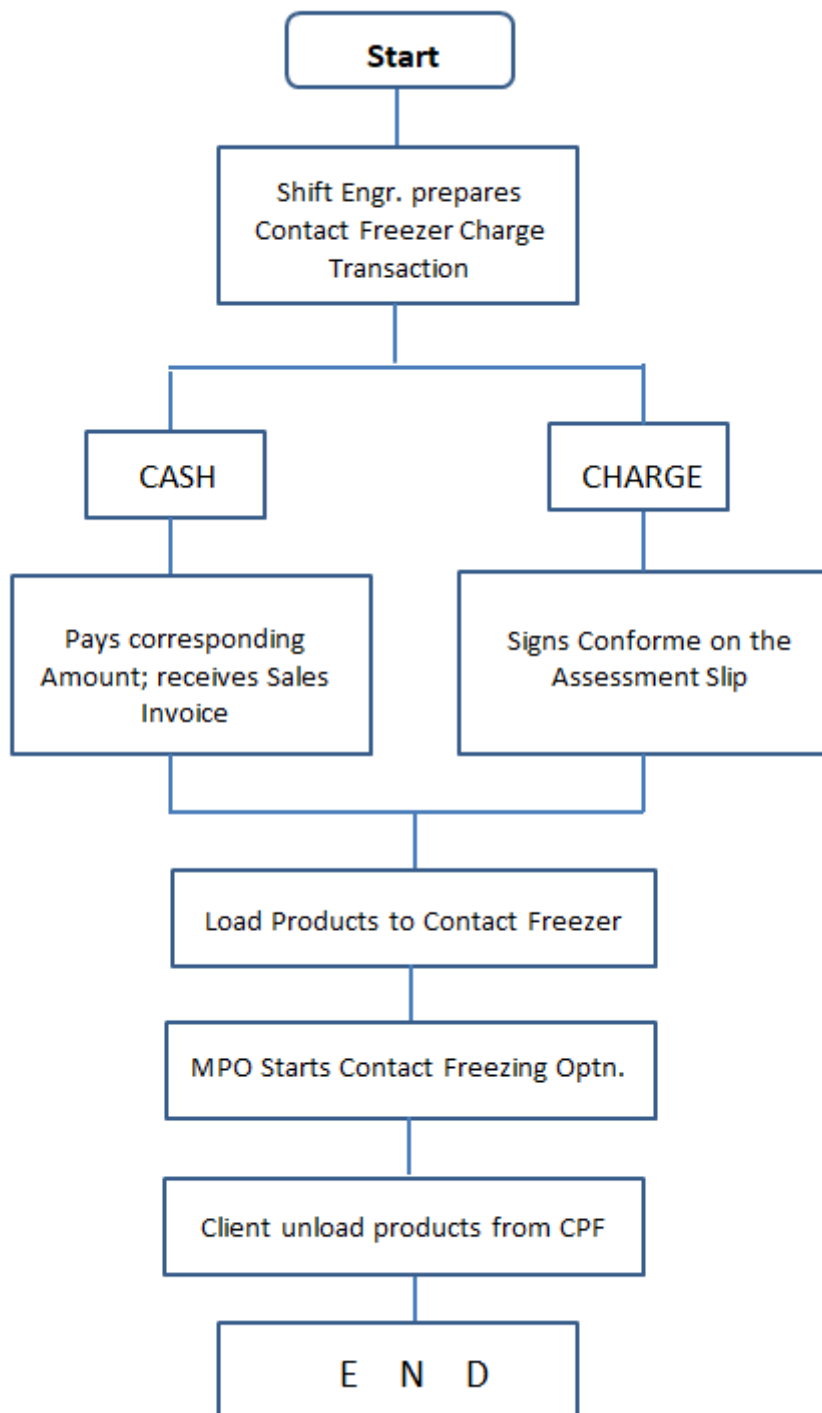 Start
Shift Engr. prepares
Contact Freezer Charge
Transaction
CASH
CHARGE
Pays corresponding
Amount; receives Sales
Invoice
Signs Conforme on the
Assessment Slip
Load Products to Contact Freezer
MPO Starts Contact Freezing Optn.
Client unload products from CPF
E N D